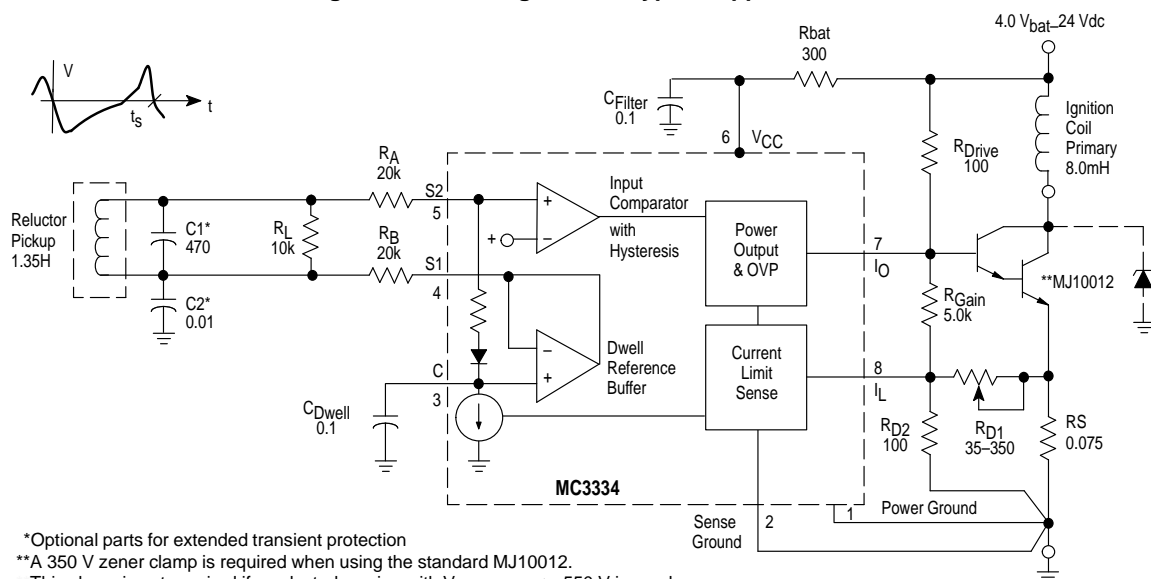 4.0 Vbat–24 Vdc
Rbat
300
V
t
tS
CFilter
0.1
6
VCC
RDrive
100
Ignition
Coil
Primary
8.0mH
RA
20k
S2
5
Input
Comparator
with
Hysteresis
+
–
+
Power
Output
& OVP
7
IO
Reluctor
Pickup
1.35H
C1*
470
RL
10k
RB
20k
S1
4
**MJ10012
C2*
0.01
RGain
5.0k
–
+
Dwell
Reference
Buffer
Current
Limit
Sense
8
IL
C
3
CDwell
0.1
RD2
100
RD1
35–350
RS
0.075
MC3334
Sense
Ground
2
1
Power Ground
*Optional parts for extended transient protection
**A 350 V zener clamp is required when using the standard MJ10012.